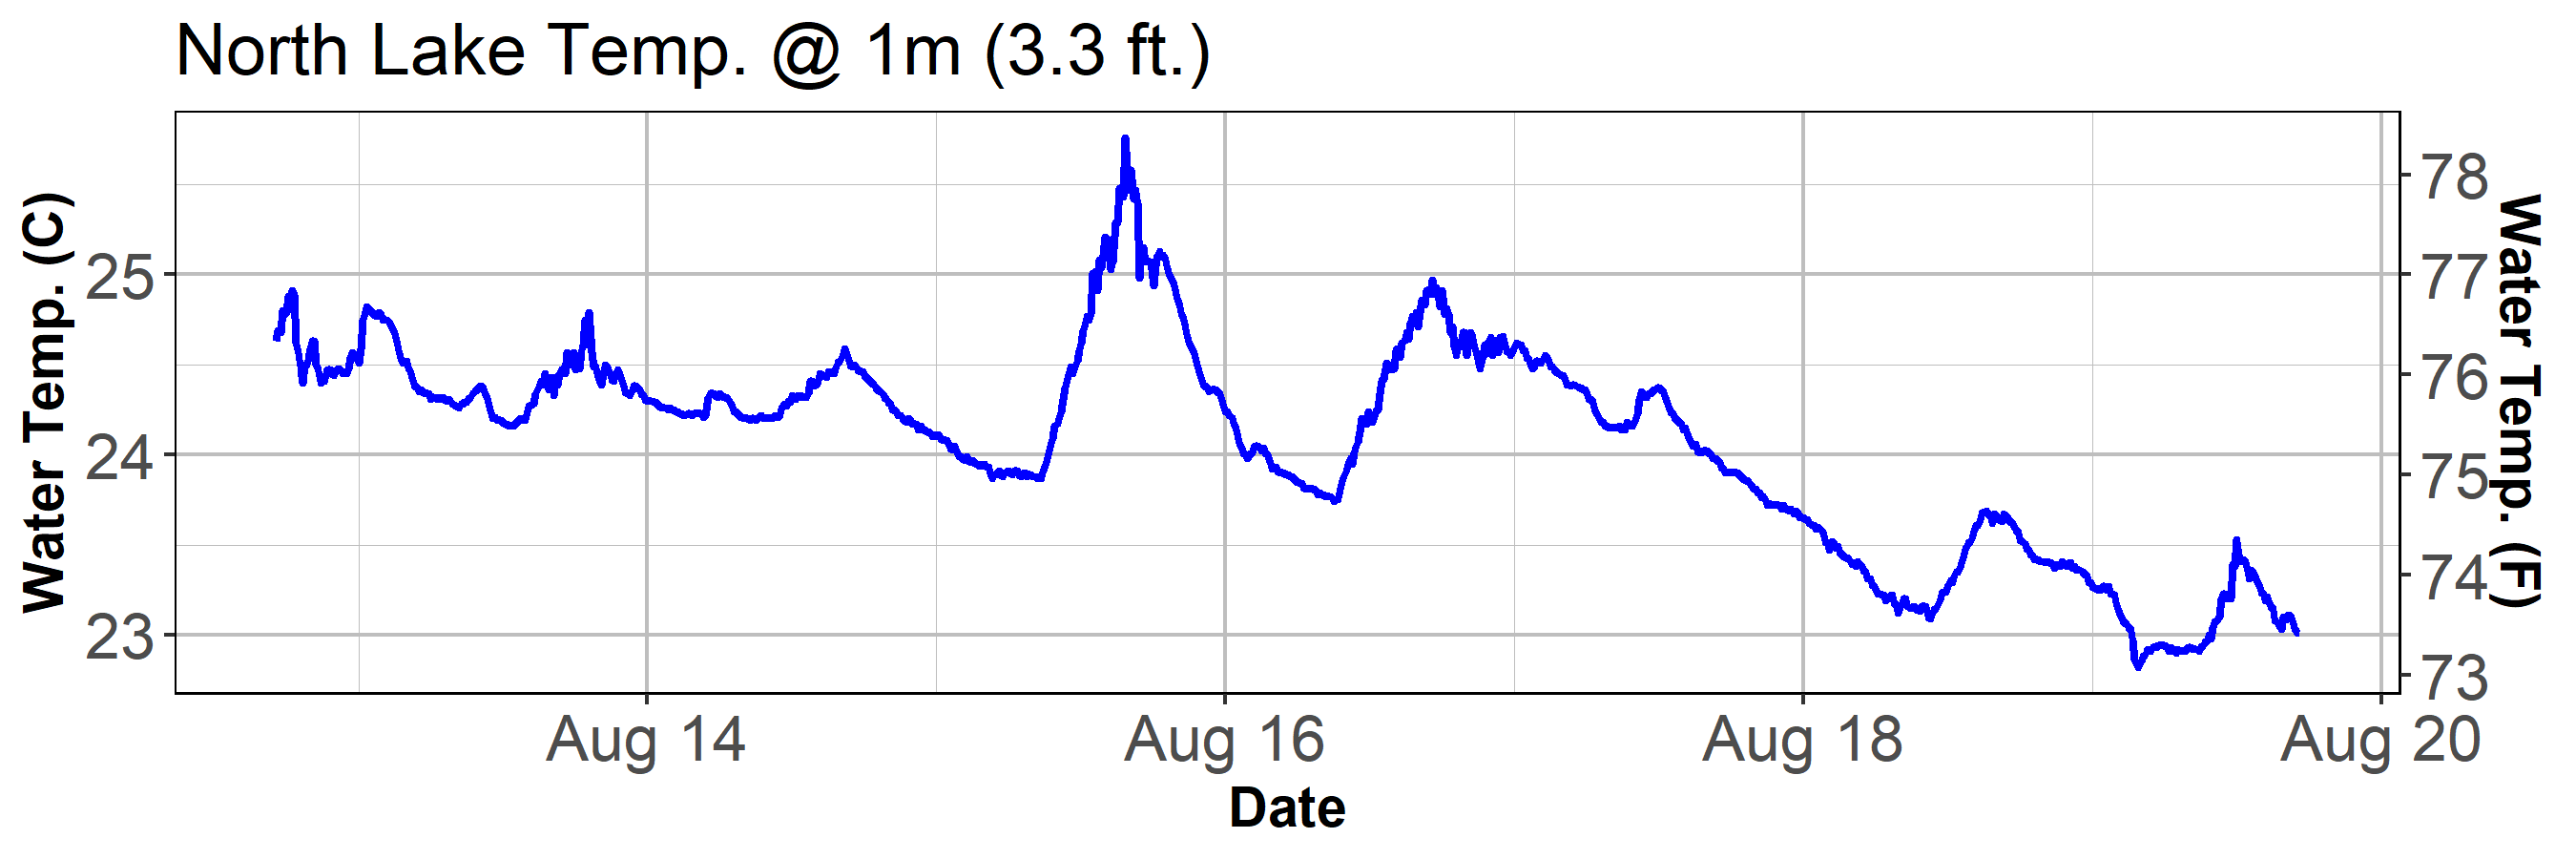 North Lake Temp. @ 1m (3.3 ft.)
Water Temp. (C)
25
24
23
78
77
76
75
74
73
Water Temp. (F)
Aug 14 Aug 16 Aug 18 Aug 20
Date